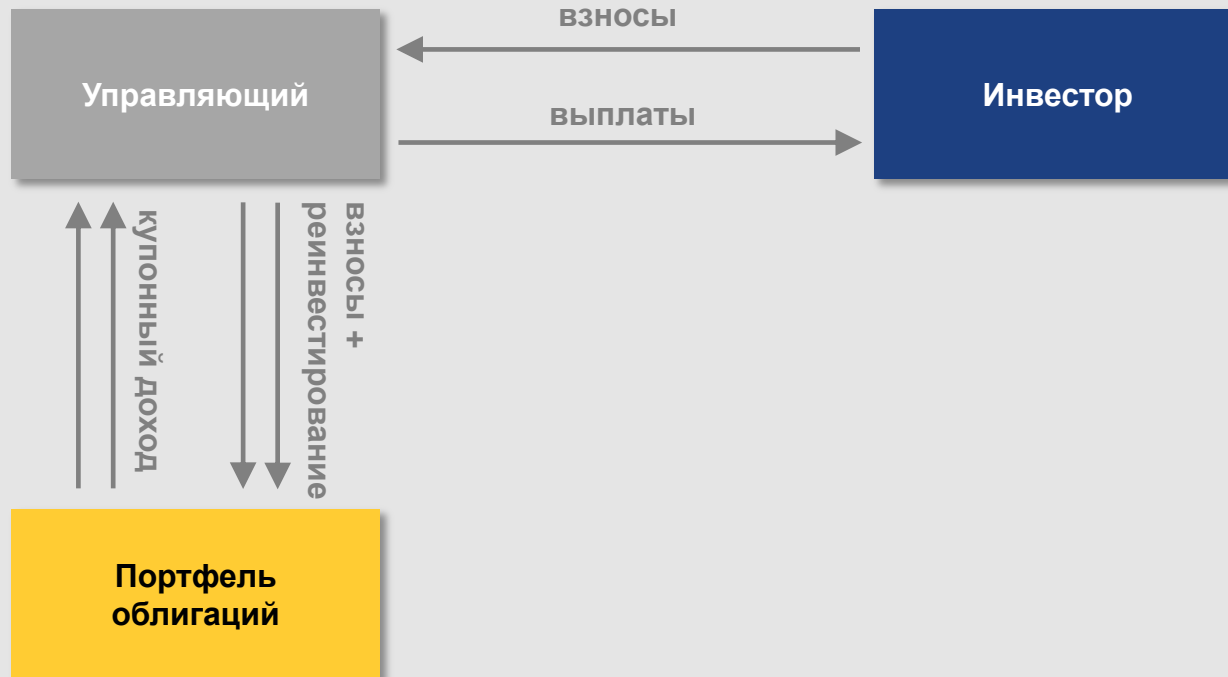 взносы
Управляющий
Инвестор
выплаты
купонный доход
взносы +
реинвестирование
Портфель
облигаций